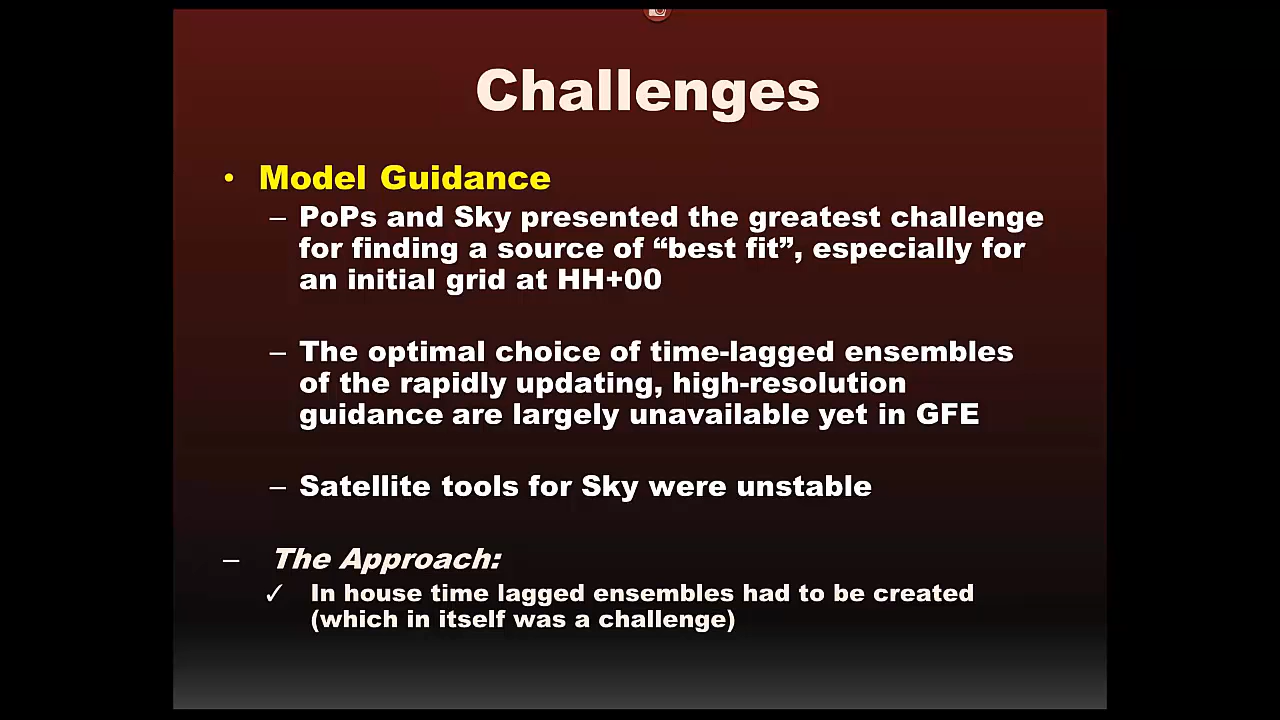 Challenges
• Model Guidance
– PoPs and Sky presented the greatest challenge
for finding a source of “best fit”, especially for
an initial grid at HH+00
– The optimal choice of time-lagged ensembles
of the rapidly updating, high-resolution
guidance are largely unavailable yet in GFE
– Satellite tools for Sky were unstable
– The Approach:
✓ In house time lagged ensembles had to be created
(which in itself was a challenge)